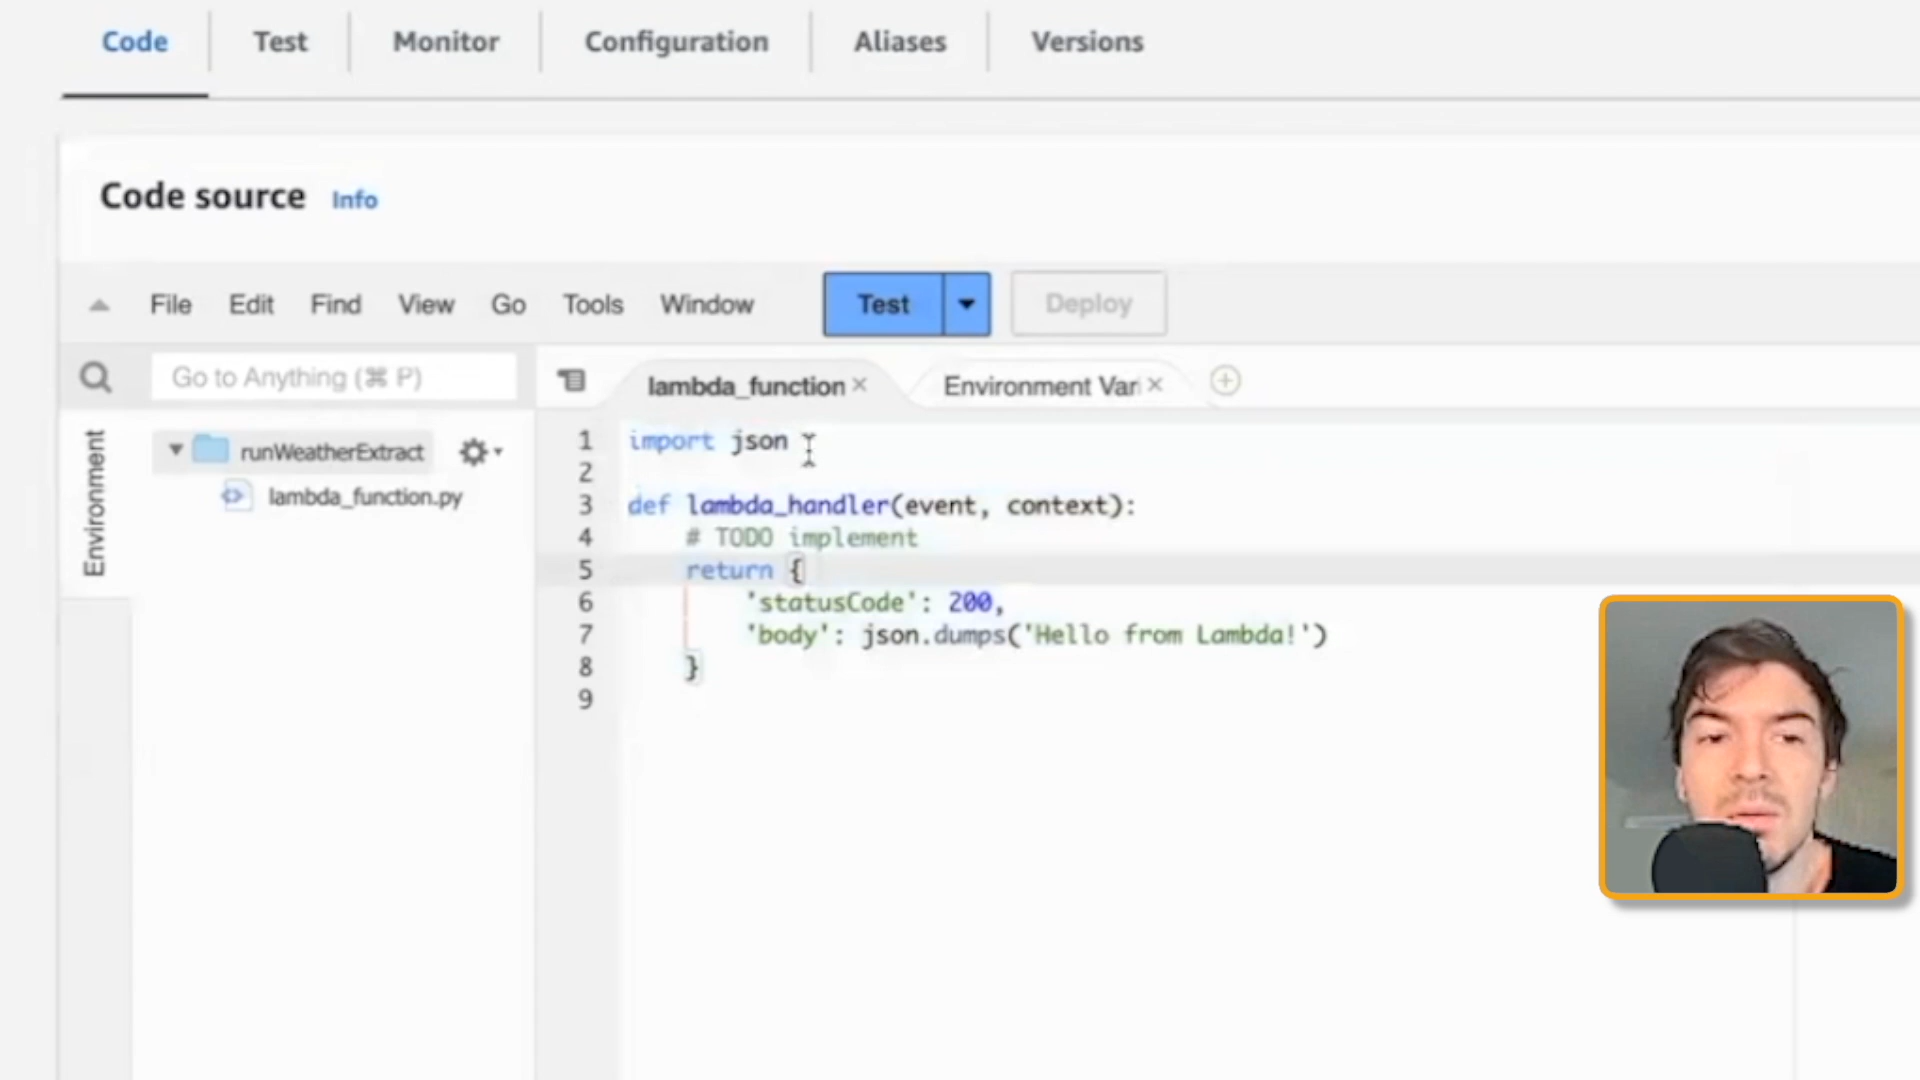 Code Test Monitor Configuration Aliases Versions
Code source Info
File Edit Find View Go Tools Window Test Deploy
Go to Anything (⌘ P) lambda_function Environment Var
Environment
runWeatherExtract
lambda_function.py
1 import json
2
3 def lambda_handler(event, context):
4     # TODO implement
5     return {
6         'statusCode': 200,
7         'body': json.dumps('Hello from Lambda!')
8     }
9